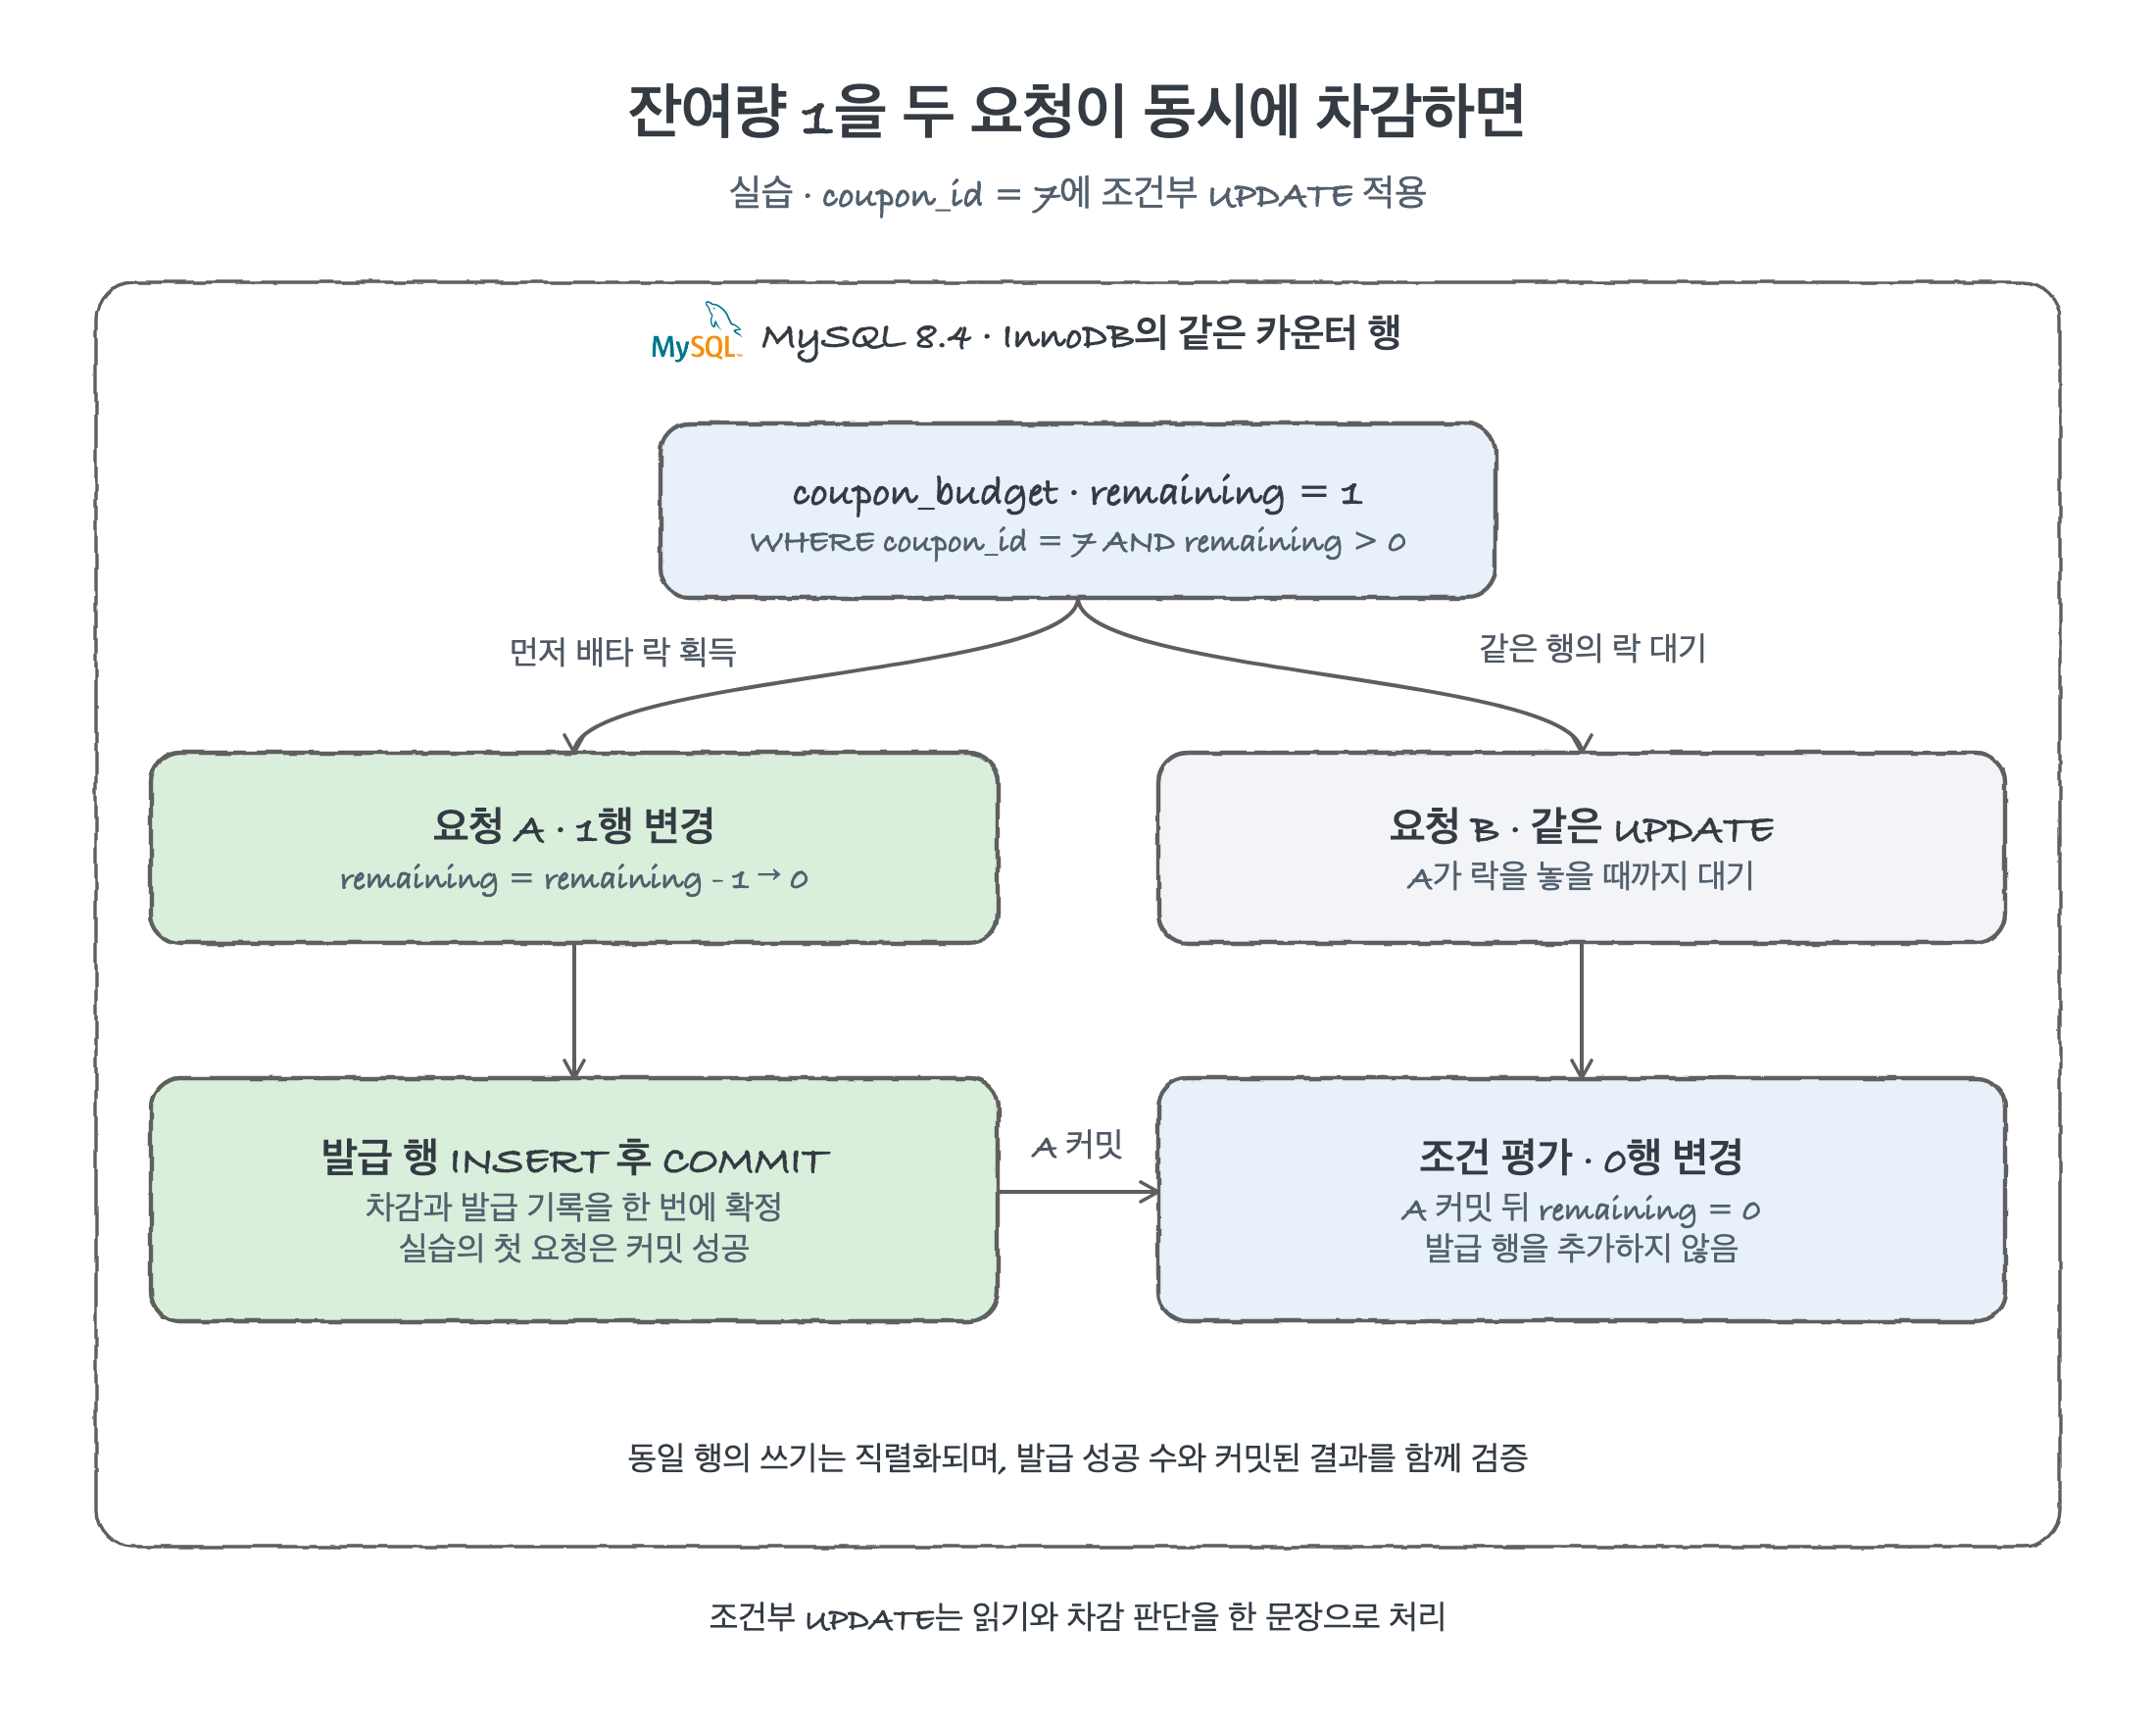 잔여량 1을 두 요청이 동시에 차감하면
실습 · coupon_id = 7에 조건부 UPDATE 적용
MySQL™ MySQL 8.4 · InnoDB의 같은 카운터 행
coupon_budget · remaining = 1
WHERE coupon_id = 7 AND remaining > 0
먼저 배타 락 획득
같은 행의 락 대기
요청 A · 1행 변경
remaining = remaining - 1 → 0
요청 B · 같은 UPDATE
A가 락을 놓을 때까지 대기
발급 행 INSERT 후 COMMIT
차감과 발급 기록을 한 번에 확정
실습의 첫 요청은 커밋 성공
A 커밋
조건 평가 · 0행 변경
A 커밋 뒤 remaining = 0
발급 행을 추가하지 않음
동일 행의 쓰기는 직렬화되며, 발급 성공 수와 커밋된 결과를 함께 검증
조건부 UPDATE는 읽기와 차감 판단을 한 문장으로 처리